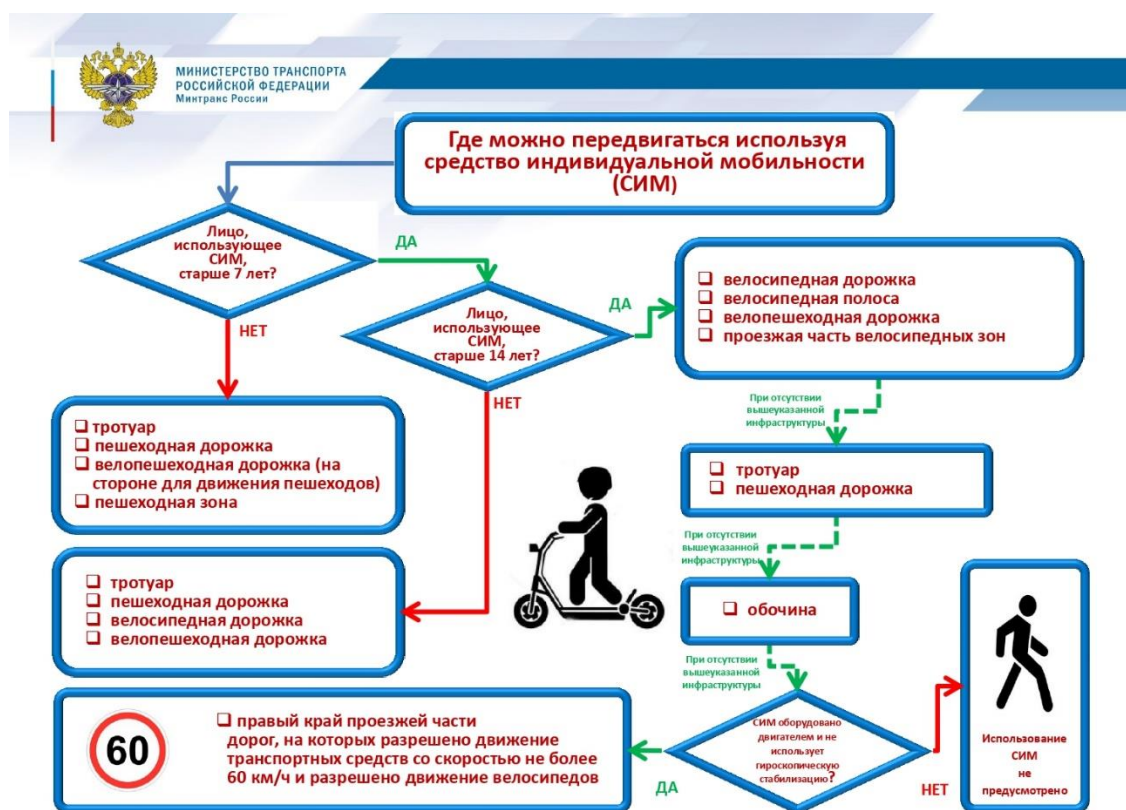 МИНИСТЕРСТВО ТРАНСПОРТА
РОССИЙСКОЙ ФЕДЕРАЦИИ
Минтранс России
Где можно передвигаться используя
средство индивидуальной мобильности
(СИМ)
Лицо,
использующее
СИМ,
старше 7 лет?
ДА
НЕТ
Лицо,
использующее
СИМ,
старше 14 лет?
ДА
НЕТ
велосипедная дорожка
велосипедная полоса
велопешеходная дорожка
проезжая часть велосипедных зон
При отсутствии
вышеуказанной
инфраструктуры
тротуар
пешеходная дорожка
велопешеходная дорожка (на
стороне для движения пешеходов)
пешеходная зона
тротуар
пешеходная дорожка
При отсутствии
вышеуказанной
инфраструктуры
тротуар
пешеходная дорожка
велосипедная дорожка
велопешеходная дорожка
обочина
При отсутствии
вышеуказанной
инфраструктуры
СИМ оборудовано
двигателем и не
использует
гироскопическую
стабилизацию?
ДА
НЕТ
60
правый край проезжей части
дорог, на которых разрешено движение
транспортных средств со скоростью не более
60 км/ч и разрешено движение велосипедов
Использование
СИМ
не
предусмотрено